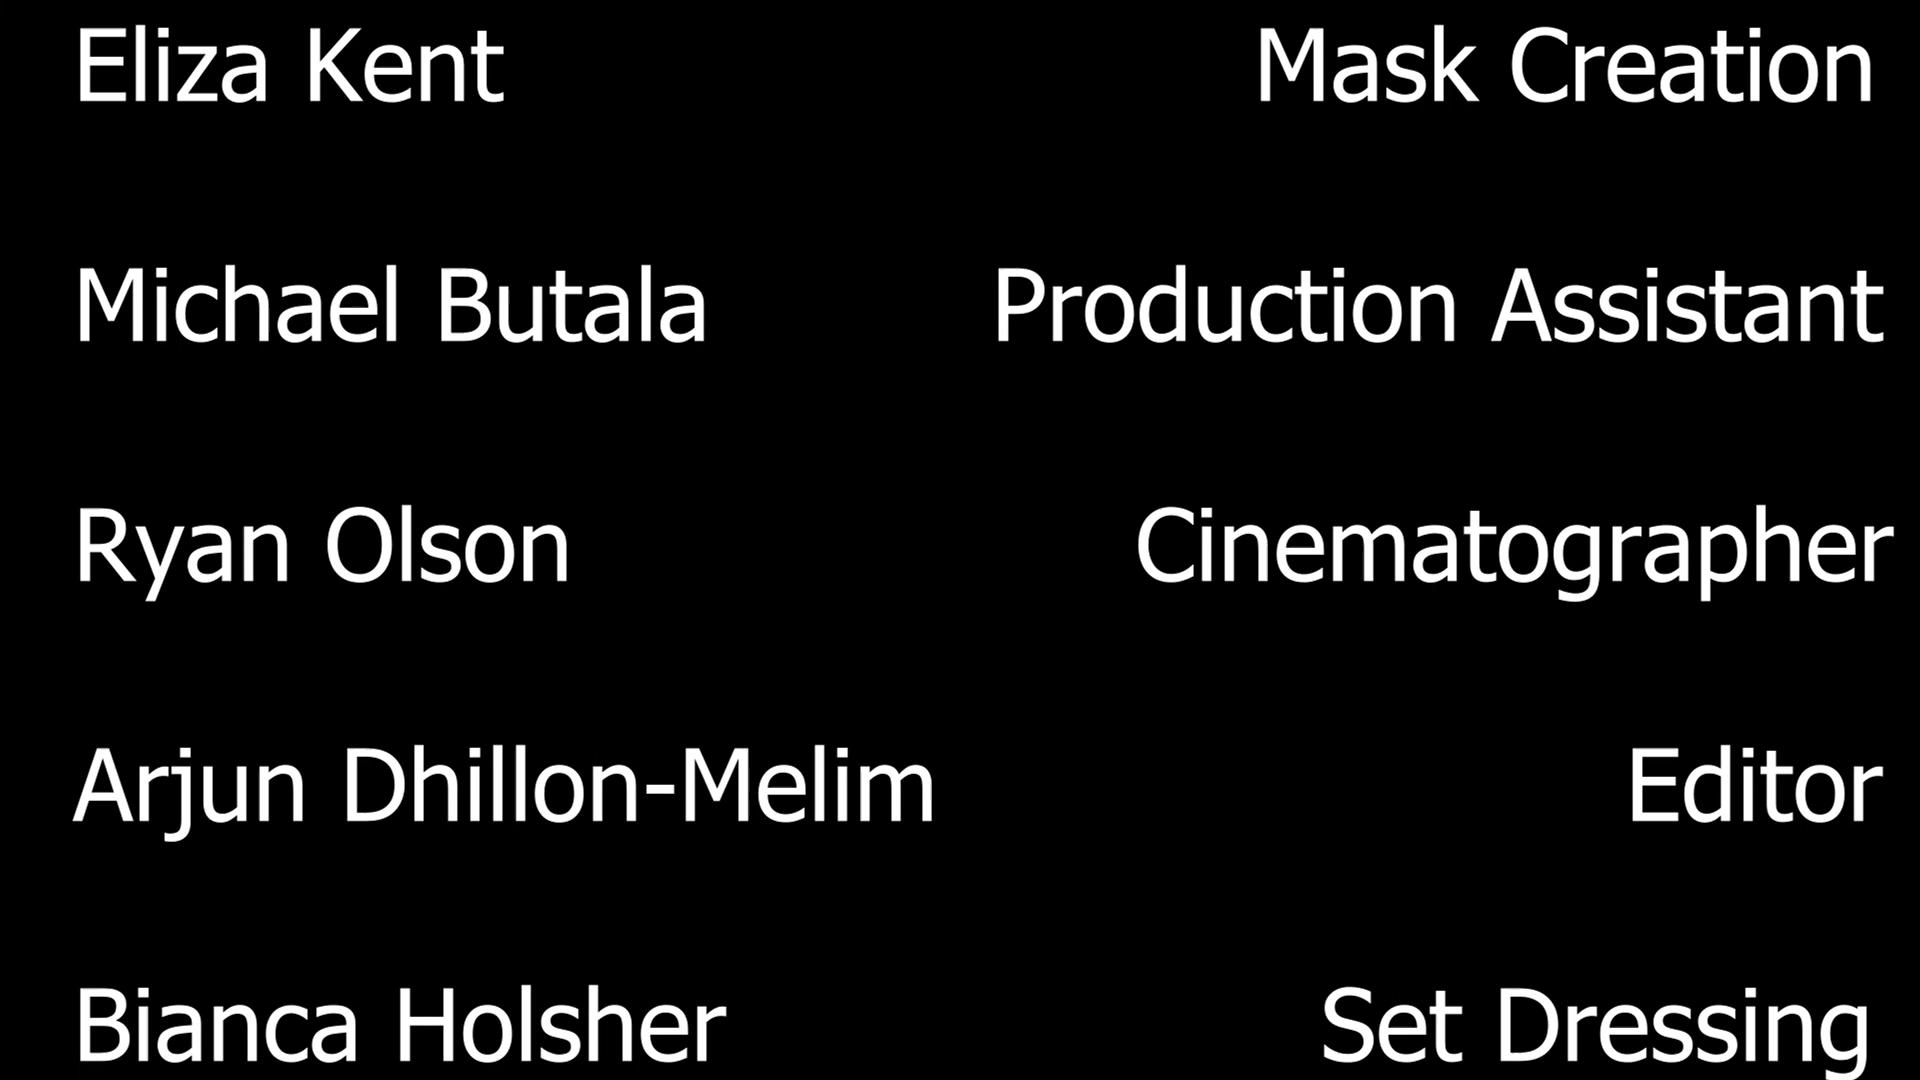 Eliza Kent Mask Creation
Michael Butala Production Assistant
Ryan Olson Cinematographer
Arjun Dhillon-Melim Editor
Bianca Holsher Set Dressing